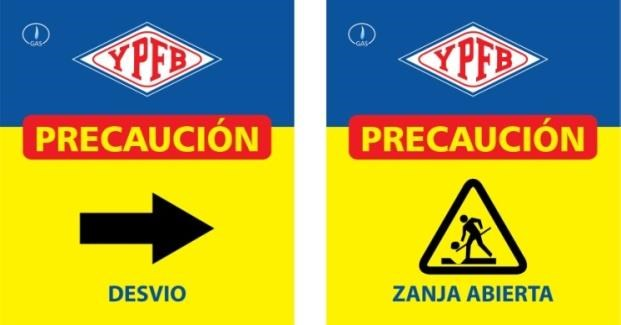 GAS
YPFB
PRECAUCIÓN
DESVIO
GAS
YPFB
PRECAUCIÓN
ZANJA ABIERTA